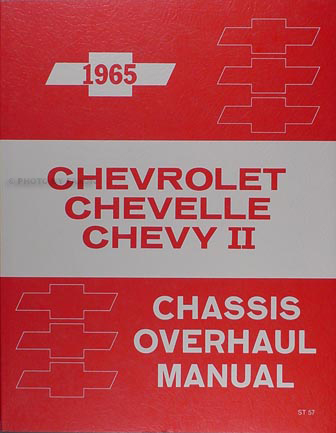 1965
CHEVROLET
CHEVELLE
CHEVY II
CHASSIS
OVERHAUL
MANUAL
ST 57